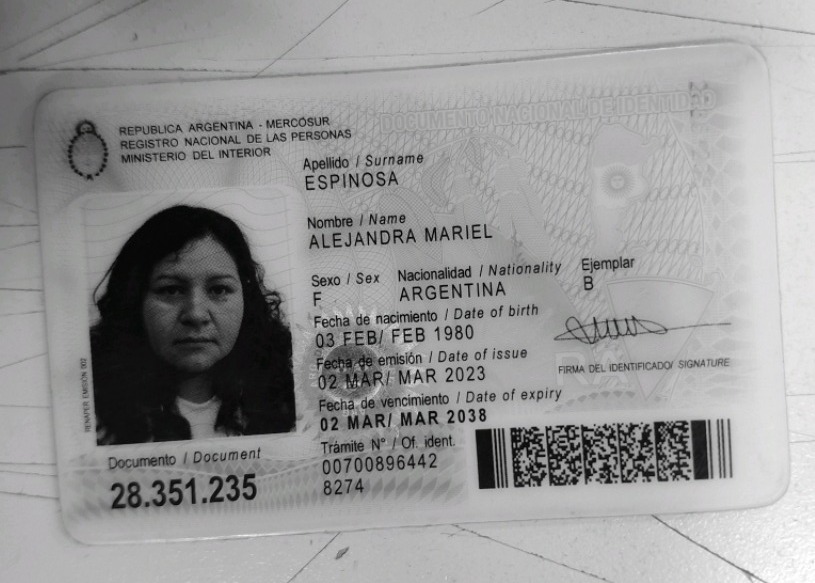 REPUBLICA ARGENTINA - MERCOSUR
REGISTRO NACIONAL DE LAS PERSONAS
MINISTERIO DEL INTERIOR
DOCUMENTO NACIONAL DE IDENTIDAD
Apellido / Surname
ESPINOSA
Nombre / Name
ALEJANDRA MARIEL
Sexo / Sex Nacionalidad / Nationality Ejemplar
F ARGENTINA B
Fecha de nacimiento / Date of birth
03 FEB/ FEB 1980
Fecha de emisión / Date of issue
02 MAR/ MAR 2023
FIRMA DEL IDENTIFICADO/ SIGNATURE
Fecha de vencimiento / Date of expiry
02 MAR/ MAR 2038
RENAPER EMISIÓN 002
Documento / Document
28.351.235
Trámite N° / Of. ident.
00700896442
8274